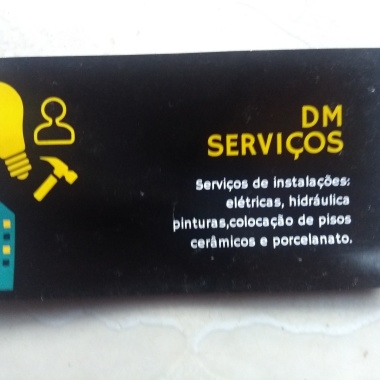 DM
SERVIÇOS
Serviços de instalações:
elétricas, hidráulica
pinturas,colocação de pisos
cerâmicos e porcelanato.